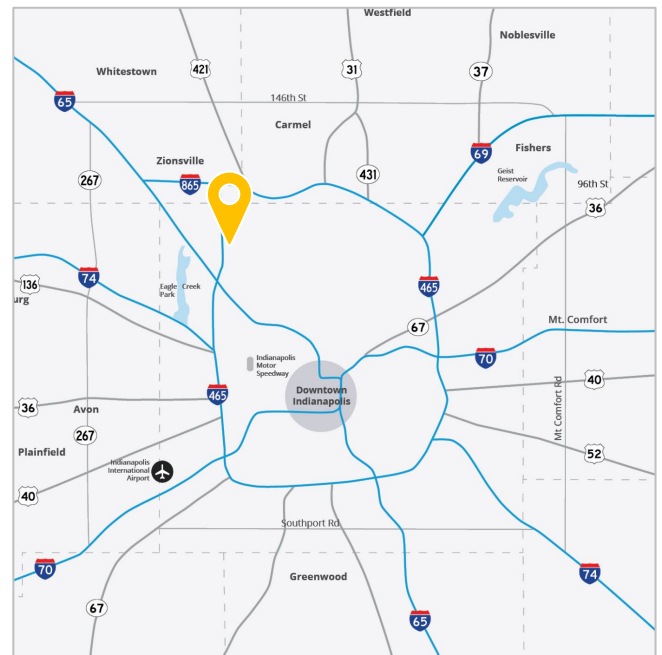 Westfield
Noblesville
Whitestown
421
31
37
65
146th St
Carmel
69
Fishers
Zionsville
Geist
Reservoir
267
865
431
96th St
36
74
136
urg
Eagle Creek
Park
465
67
Mt. Comfort
70
Indianapolis
Motor
Speedway
40
465
Downtown
Indianapolis
Mt Comfort Rd
36
Avon
267
52
Plainfield
Indianapolis
International
Airport
40
Southport Rd
70
Greenwood
74
67
65